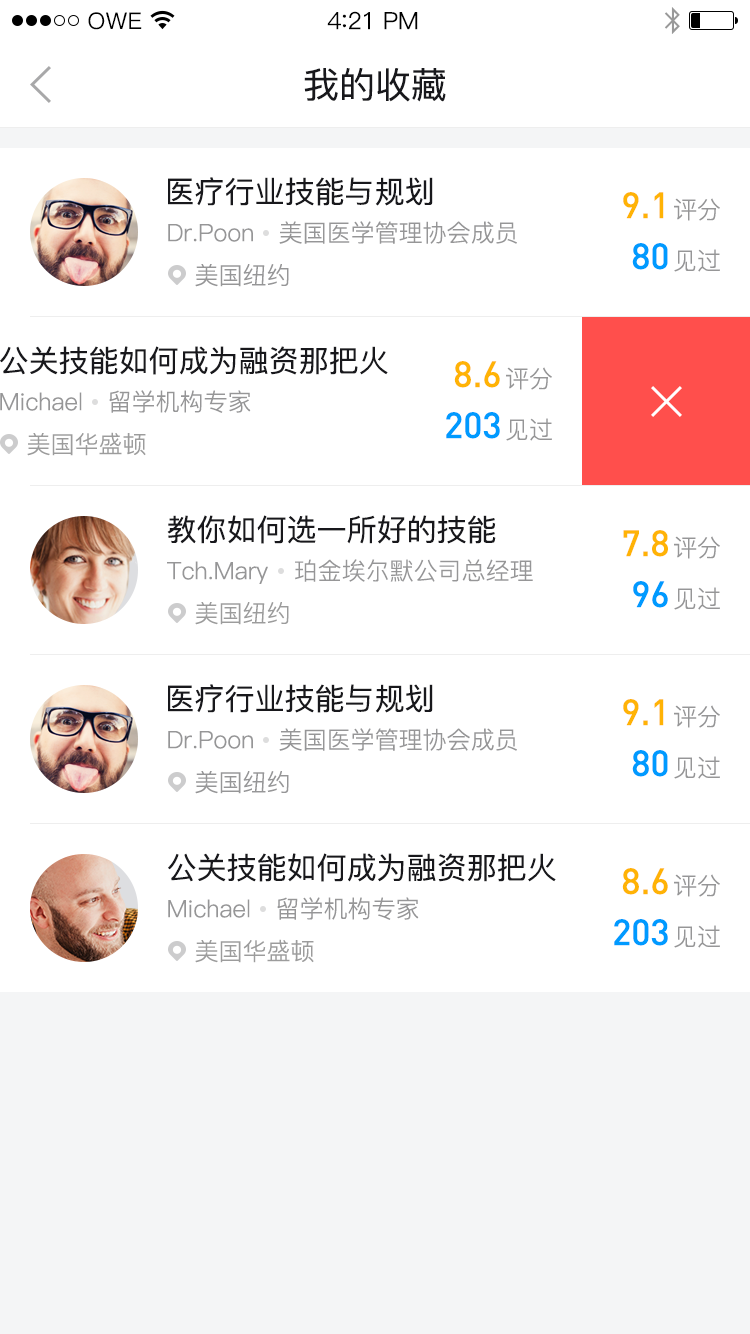 OWE 4:21 PM
我的收藏
医疗行业技能与规划
9.1 评分
Dr.Poon • 美国医学管理协会成员
80 见过
美国纽约
公关技能如何成为融资那把火
8.6 评分
Michael • 留学机构专家
203 见过
美国华盛顿
教你如何选一所好的技能
7.8 评分
Tch.Mary • 珀金埃尔默公司总经理
96 见过
美国纽约
医疗行业技能与规划
9.1 评分
Dr.Poon • 美国医学管理协会成员
80 见过
美国纽约
公关技能如何成为融资那把火
8.6 评分
Michael • 留学机构专家
203 见过
美国华盛顿